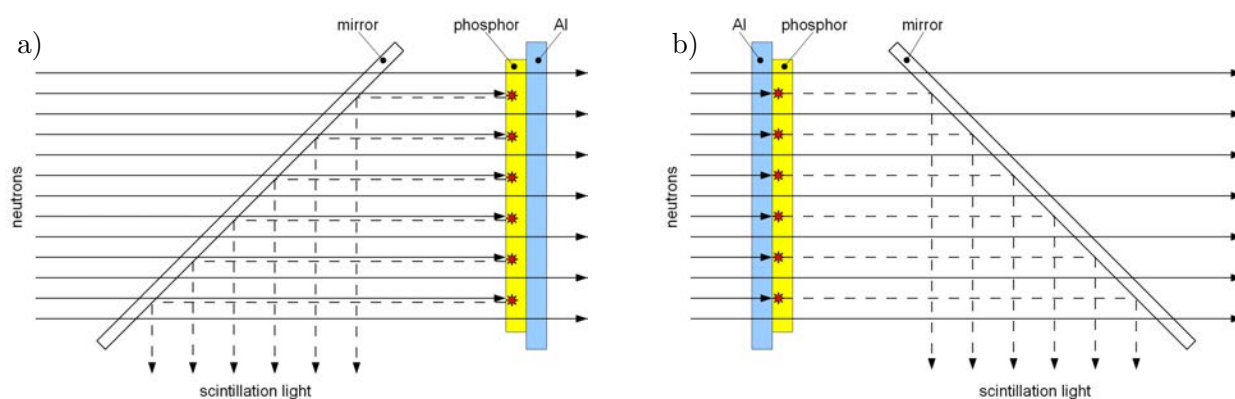 a)
mirror
phosphor
Al
neutrons
scintillation light
b)
Al
phosphor
mirror
neutrons
scintillation light